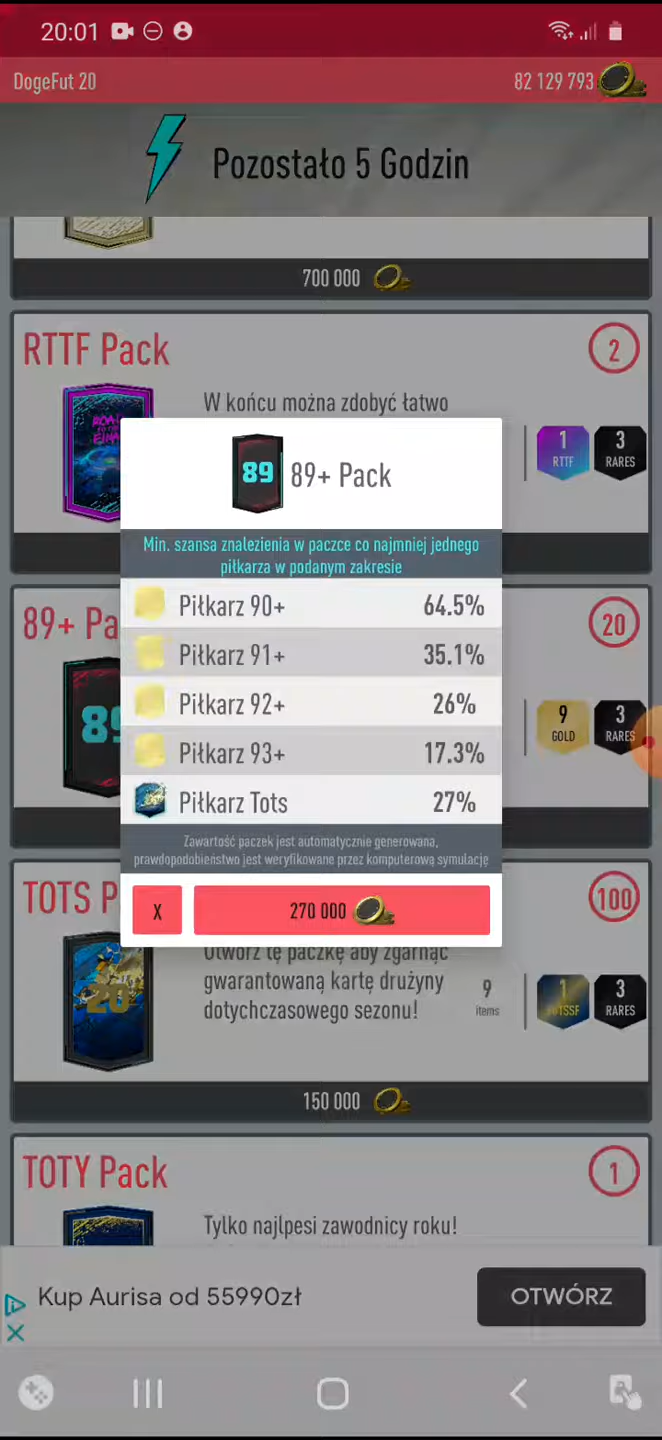 20:01
DogeFut 20
82 129 793
Pozostało 5 Godzin
700 000
RTTF Pack
2
W końcu można zdobyć łatwo
1
RTTF
3
RARES
89+ Pack
Min. szansa znalezienia w paczce co najmniej jednego
piłkarza w podanym zakresie
Piłkarz 90+ 64.5%
Piłkarz 91+ 35.1%
Piłkarz 92+ 26%
Piłkarz 93+ 17.3%
Piłkarz Tots 27%
Zawartość paczek jest automatycznie generowana,
prawdopodobieństwo jest weryfikowane przez komputerową symulację
X
270 000
89+ Pa
89
20
9
GOLD
3
RARES
TOTS P
100
Utwórz tę paczkę aby zgarnąć
gwarantowaną kartę drużyny
dotychczasowego sezonu!
20
9
items
1
3
RARES
150 000
TOTY Pack
1
Tylko najlpesi zawodnicy roku!
Kup Aurisa od 55990zł
OTWÓRZ